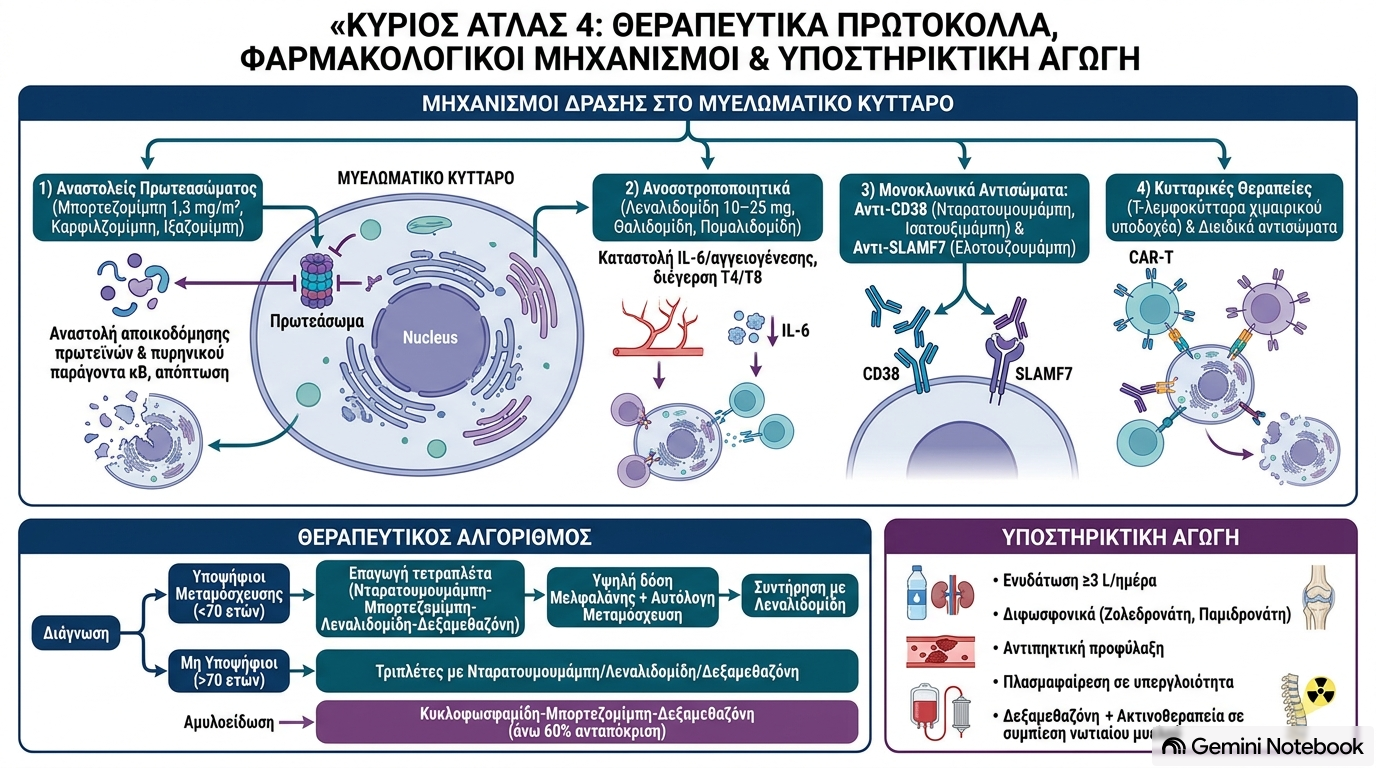 «ΚΥΡΙΟΣ ΑΤΛΑΣ 4: ΘΕΡΑΠΕΥΤΙΚΑ ΠΡΩΤΟΚΟΛΛΑ,
ΦΑΡΜΑΚΟΛΟΓΙΚΟΙ ΜΗΧΑΝΙΣΜΟΙ & ΥΠΟΣΤΗΡΙΚΤΙΚΗ ΑΓΩΓΗ
ΜΗΧΑΝΙΣΜΟΙ ΔΡΑΣΗΣ ΣΤΟ ΜΥΕΛΩΜΑΤΙΚΟ ΚΥΤΤΑΡΟ
1) Αναστολείς Πρωτεασώματος
(Μπορτεζομίμπη 1,3 mg/m²,
Καρφιλζομίμπη, Ιξαζομίμπη)
Αναστολή αποικοδόμησης
πρωτεϊνών & πυρηνικού
παράγοντα κΒ, απόπτωση
ΜΥΕΛΩΜΑΤΙΚΟ ΚΥΤΤΑΡΟ
Πρωτεάσωμα
Nucleus
2) Ανοσοτροποποιητικά
(Λεναλιδομίδη 10–25 mg,
Θαλιδομίδη, Πομαλιδομίδη)
Καταστολή IL-6/αγγειογένεσης,
διέγερση Τ4/Τ8
IL-6
3) Μονοκλωνικά Αντισώματα:
Αντι-CD38 (Νταρατουμουμάμπη,
Ισατουξιμάμπη) &
Αντι-SLAMF7 (Ελοτουζουμάμπη)
CD38
SLAMF7
4) Κυτταρικές Θεραπείες
(Τ-λεμφοκύτταρα χιμαιρικού
υποδοχέα) & Διειδικά αντισώματα
CAR-T
ΘΕΡΑΠΕΥΤΙΚΟΣ ΑΛΓΟΡΙΘΜΟΣ
Διάγνωση
Υποψήφιοι
Μεταμόσχευσης
(<70 ετών)
Επαγωγή τετραπλέτα
(Νταρατουμουμάμπη-
Μπορτεζομίμπη-
Λεναλιδομίδη-Δεξαμεθαζόνη)
Υψηλή δόση
Μελφαλάνης + Αυτόλογη
Μεταμόσχευση
Συντήρηση με
Λεναλιδομίδη
Μη Υποψήφιοι
(>70 ετών)
Τριπλέτες με Νταρατουμουμάμπη/Λεναλιδομίδη/Δεξαμεθαζόνη
Αμυλοείδωση
Κυκλοφωσφαμίδη-Μπορτεζομίμπη-Δεξαμεθαζόνη
(άνω 60% ανταπόκριση)
ΥΠΟΣΤΗΡΙΚΤΙΚΗ ΑΓΩΓΗ
• Ενυδάτωση ≥3 L/ημέρα
• Διφωσφονικά (Ζολεδρονάτη, Παμιδρονάτη)
• Αντιπηκτική προφύλαξη
• Πλασμαφαίρεση σε υπεργλοιότητα
• Δεξαμεθαζόνη + Ακτινοθεραπεία σε
συμπίεση νωτιαίου
Gemini Notebook